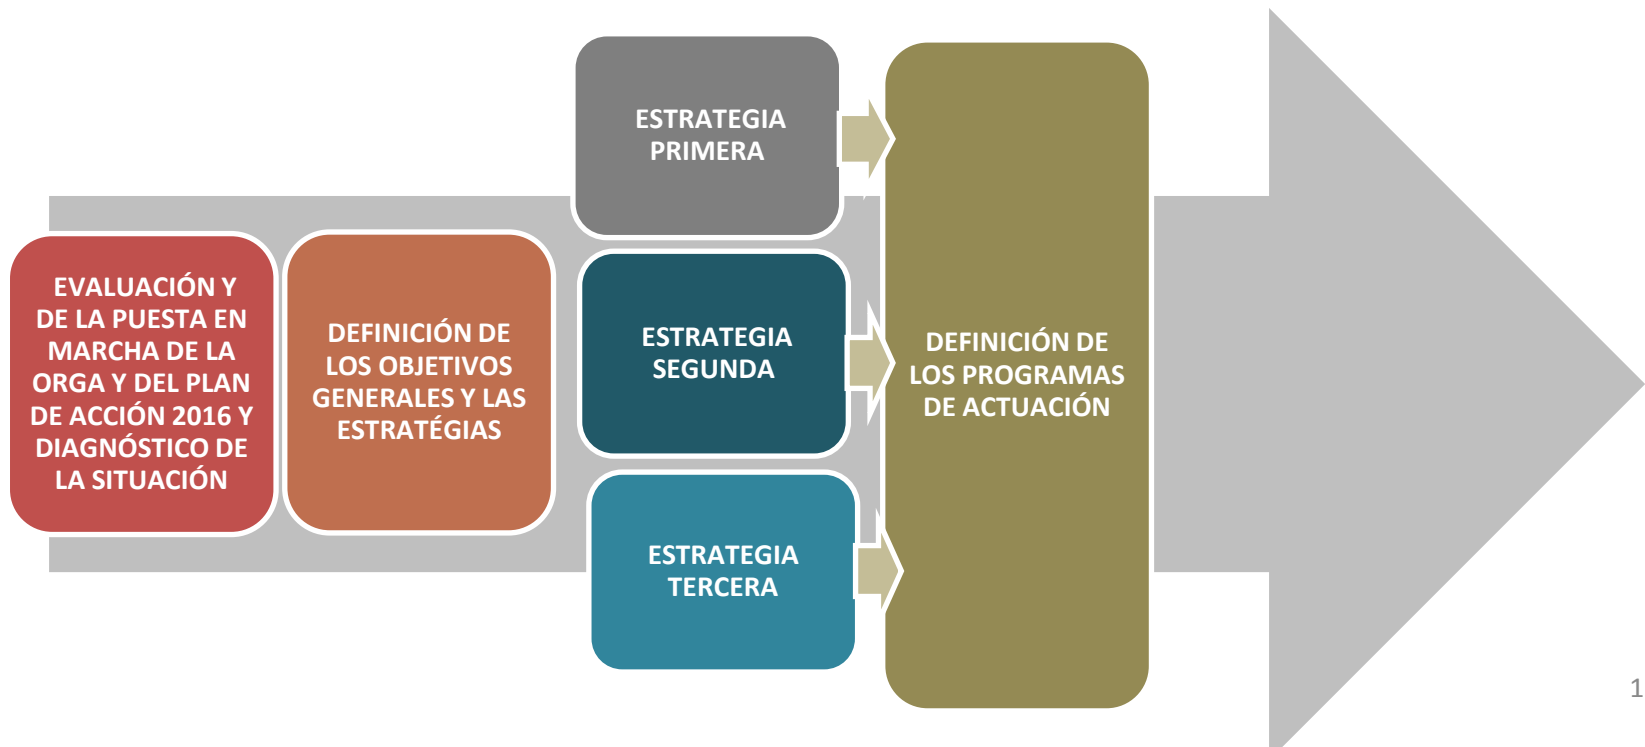 EVALUACIÓN Y
DE LA PUESTA EN
MARCHA DE LA
ORGA Y DEL PLAN
DE ACCIÓN 2016 Y
DIAGNÓSTICO DE
LA SITUACIÓN
DEFINICIÓN DE
LOS OBJETIVOS
GENERALES Y LAS
ESTRATÉGIAS
ESTRATEGIA
PRIMERA
ESTRATEGIA
SEGUNDA
ESTRATEGIA
TERCERA
DEFINICIÓN DE
LOS PROGRAMAS
DE ACTUACIÓN
1